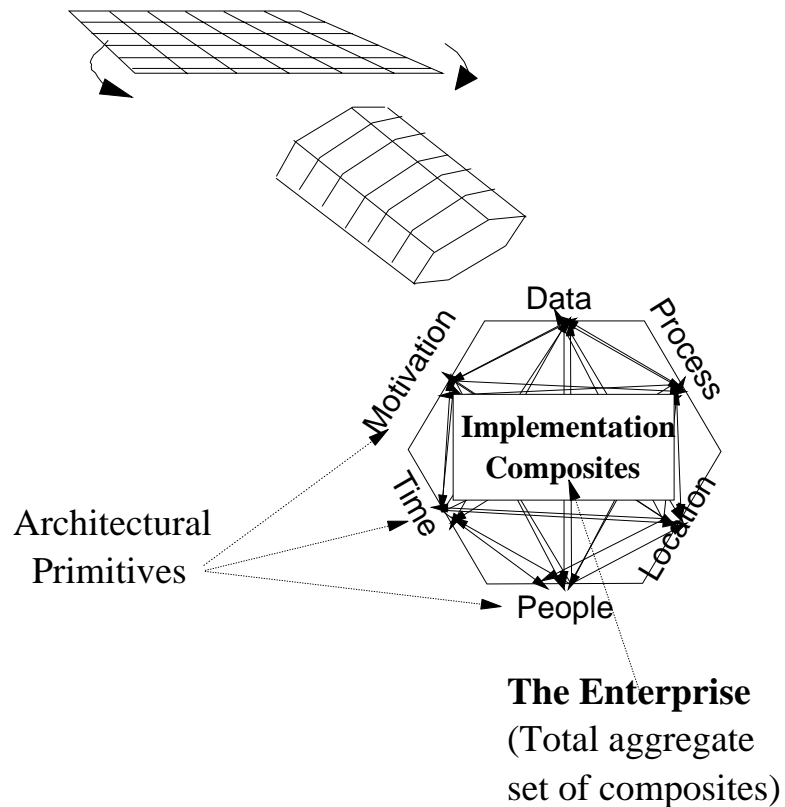 Data
Process
Motivation
Implementation
Composites
Time
Location
Architectural
Primitives
People
The Enterprise
(Total aggregate
set of composites)